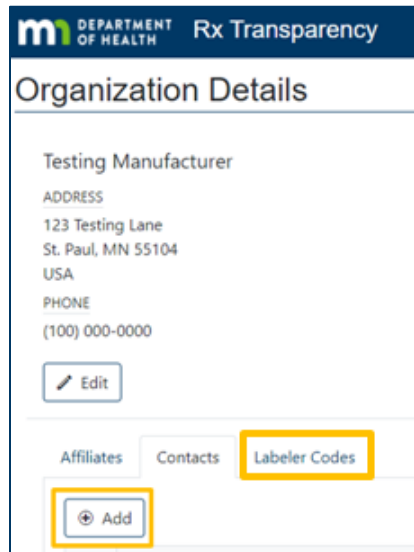 DEPARTMENT
OF HEALTH
Rx Transparency
Organization Details
Testing Manufacturer
ADDRESS
123 Testing Lane
St. Paul, MN 55104
USA
PHONE
(100) 000-0000
Edit
Affiliates Contacts Labeler Codes
Add